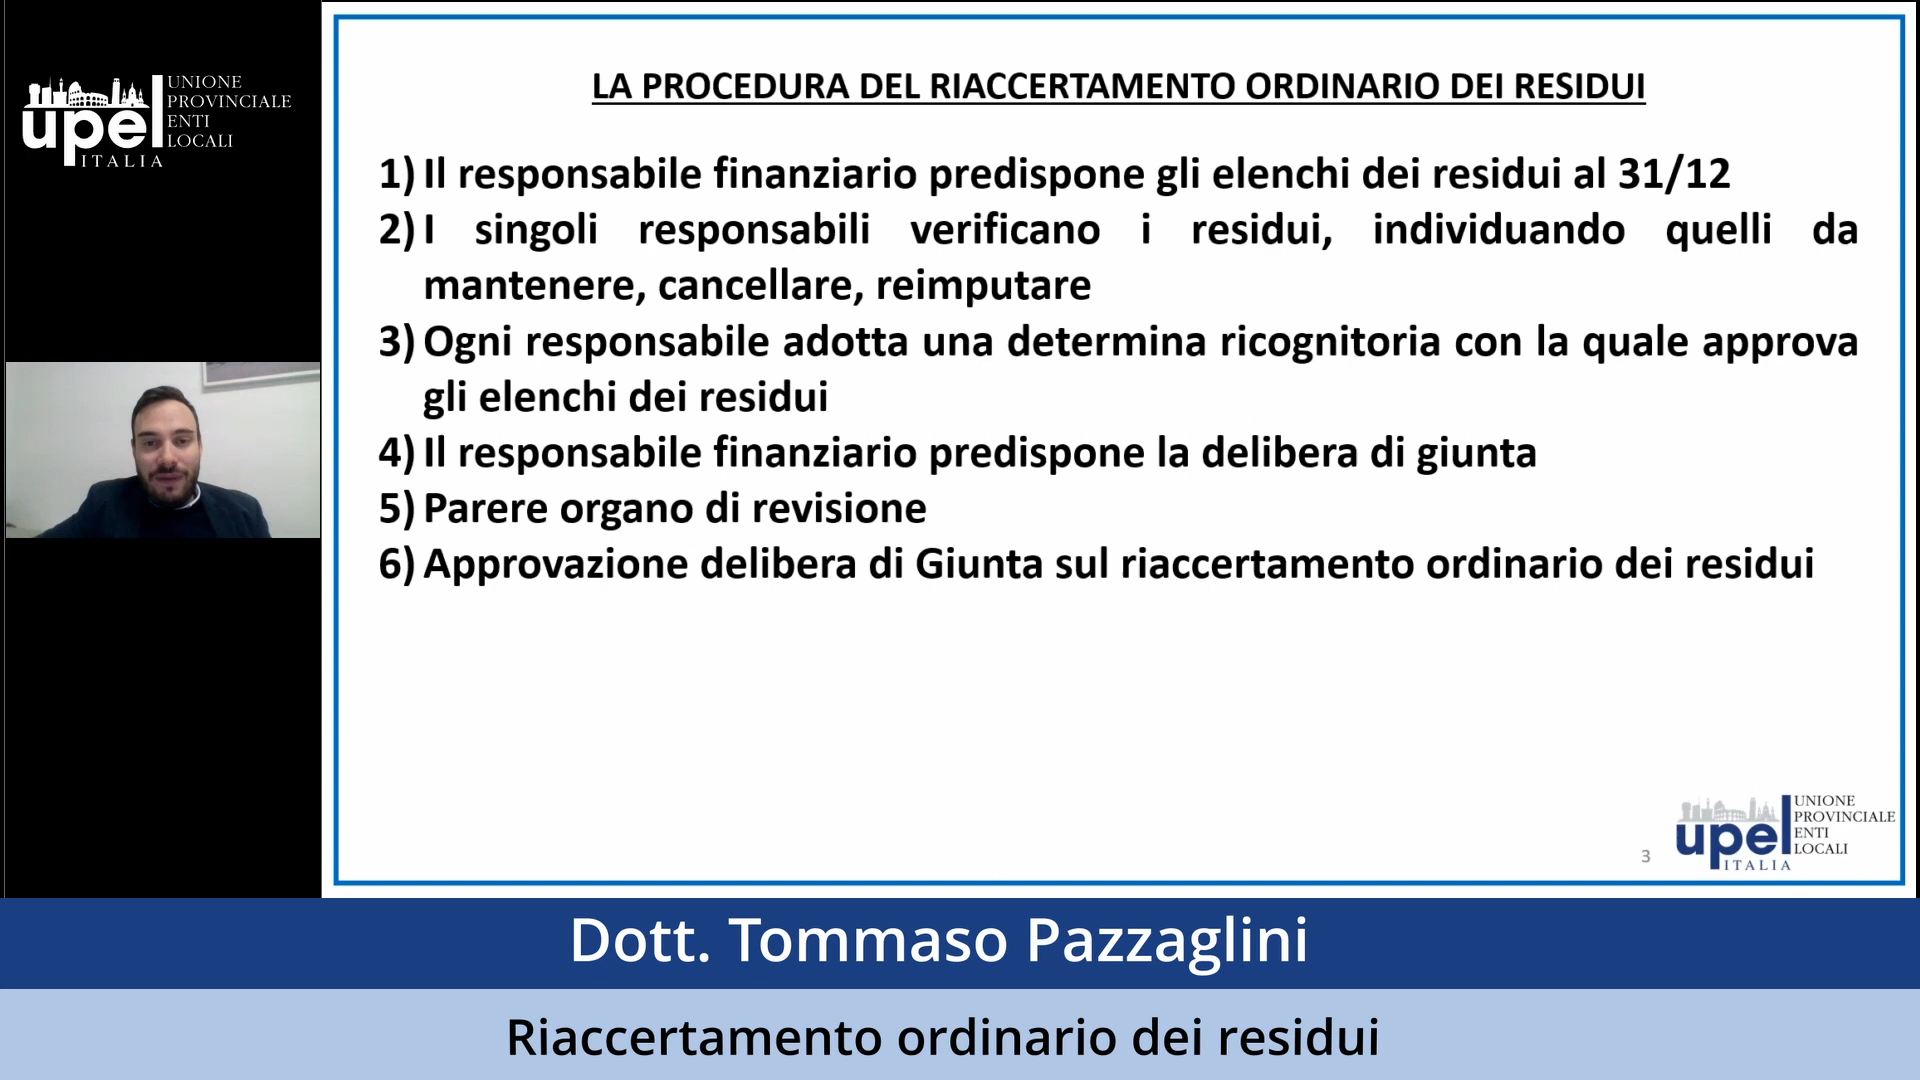 UNIONE
PROVINCIALE
ENTI
LOCALI
upel
ITALIA
LA PROCEDURA DEL RIACCERTAMENTO ORDINARIO DEI RESIDUI
1) Il responsabile finanziario predispone gli elenchi dei residui al 31/12
2) I singoli responsabili verificano i residui, individuando quelli da
mantenere, cancellare, reimputare
3) Ogni responsabile adotta una determina ricognitoria con la quale approva
gli elenchi dei residui
4) Il responsabile finanziario predispone la delibera di giunta
5) Parere organo di revisione
6) Approvazione delibera di Giunta sul riaccertamento ordinario dei residui
3
upel
ITALIA
UNIONE
PROVINCIALE
ENTI
LOCALI
Dott. Tommaso Pazzaglini
Riaccertamento ordinario dei residui